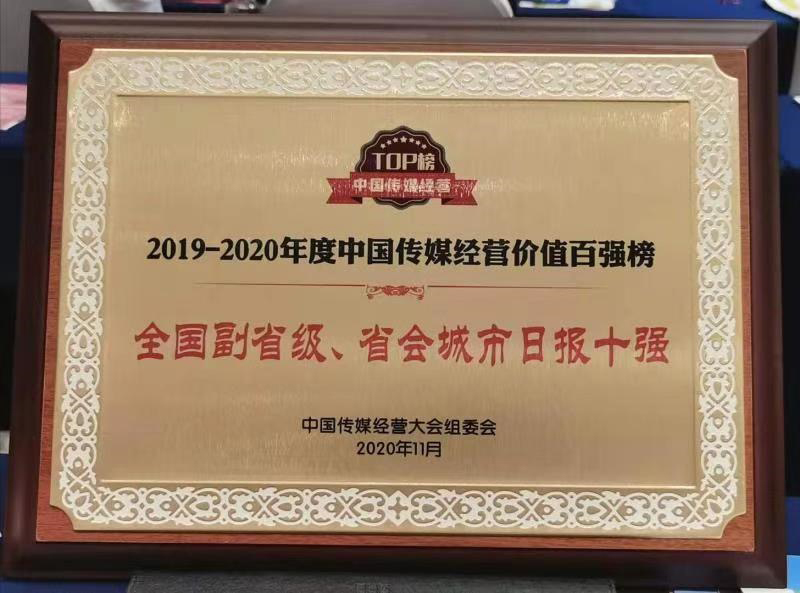 TOP榜
中国传媒经营
2019-2020年度中国传媒经营价值百强榜
全国副省级、省会城市日报十强
中国传媒经营大会组委会
2020年11月